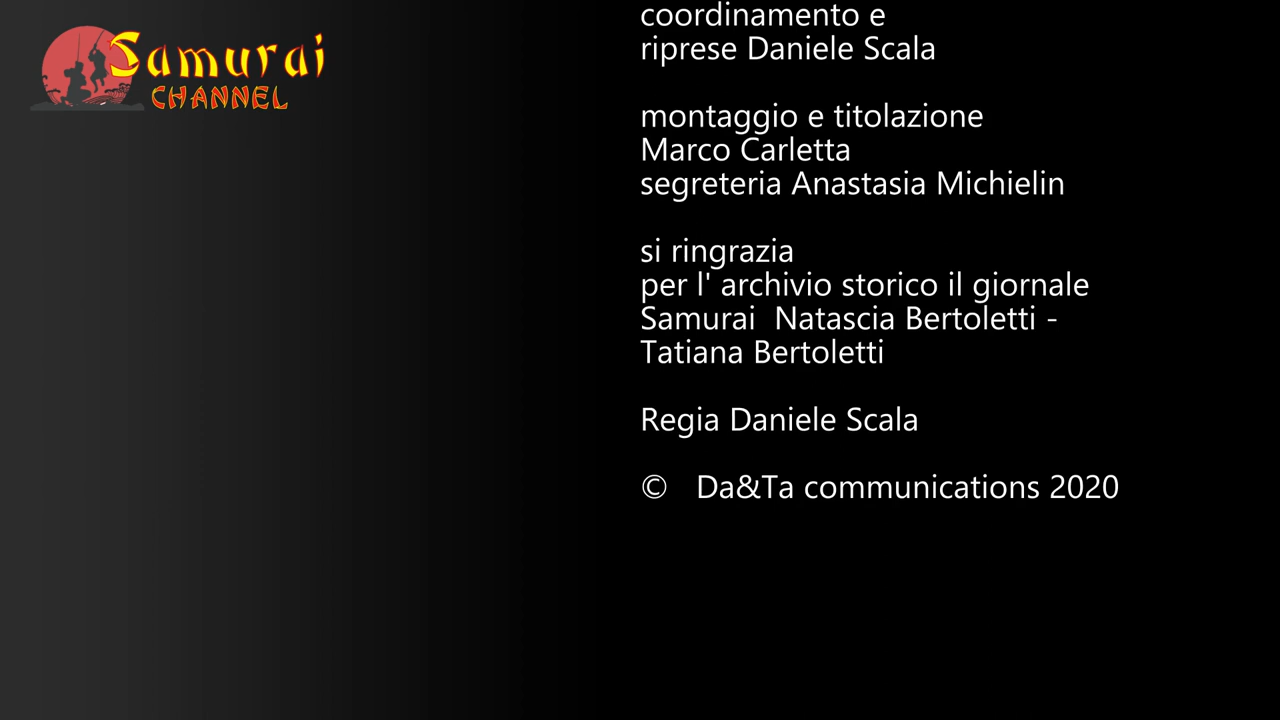 Samurai
CHANNEL
coordinamento e
riprese Daniele Scala
montaggio e titolazione
Marco Carletta
segreteria Anastasia Michielin
si ringrazia
per l' archivio storico il giornale
Samurai  Natascia Bertoletti -
Tatiana Bertoletti
Regia Daniele Scala
©   Da&Ta communications 2020